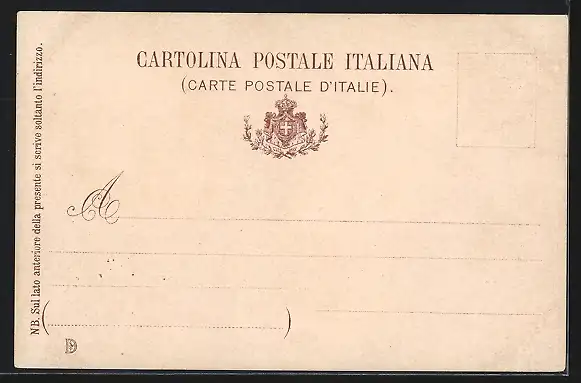 CARTOLINA POSTALE ITALIANA
(CARTE POSTALE D'ITALIE).
A
( )
NB. Sul lato anteriore della presente si scrive soltanto l'indirizzo.